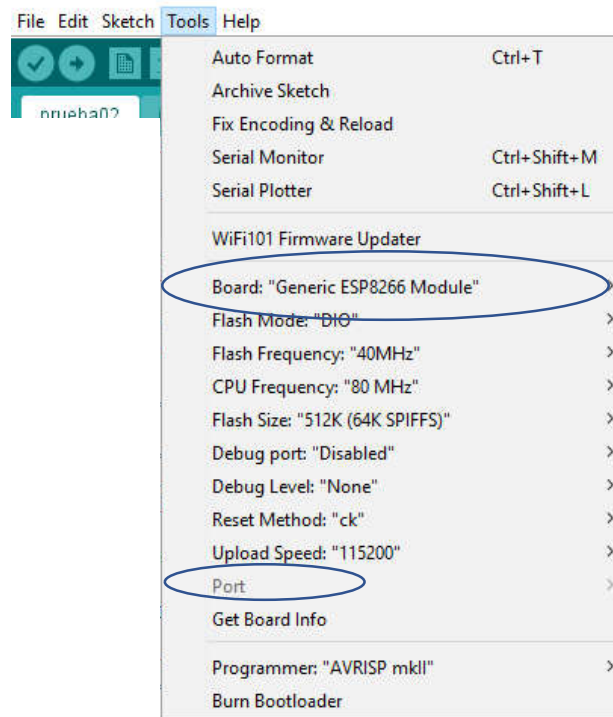 File Edit Sketch Tools Help
prueba02
Auto Format Ctrl+T
Archive Sketch
Fix Encoding & Reload
Serial Monitor Ctrl+Shift+M
Serial Plotter Ctrl+Shift+L
WiFi101 Firmware Updater
Board: "Generic ESP8266 Module"
Flash Mode: "DIO"
Flash Frequency: "40MHz"
CPU Frequency: "80 MHz"
Flash Size: "512K (64K SPIFFS)"
Debug port: "Disabled"
Debug Level: "None"
Reset Method: "ck"
Upload Speed: "115200"
Port
Get Board Info
Programmer: "AVRISP mkII"
Burn Bootloader